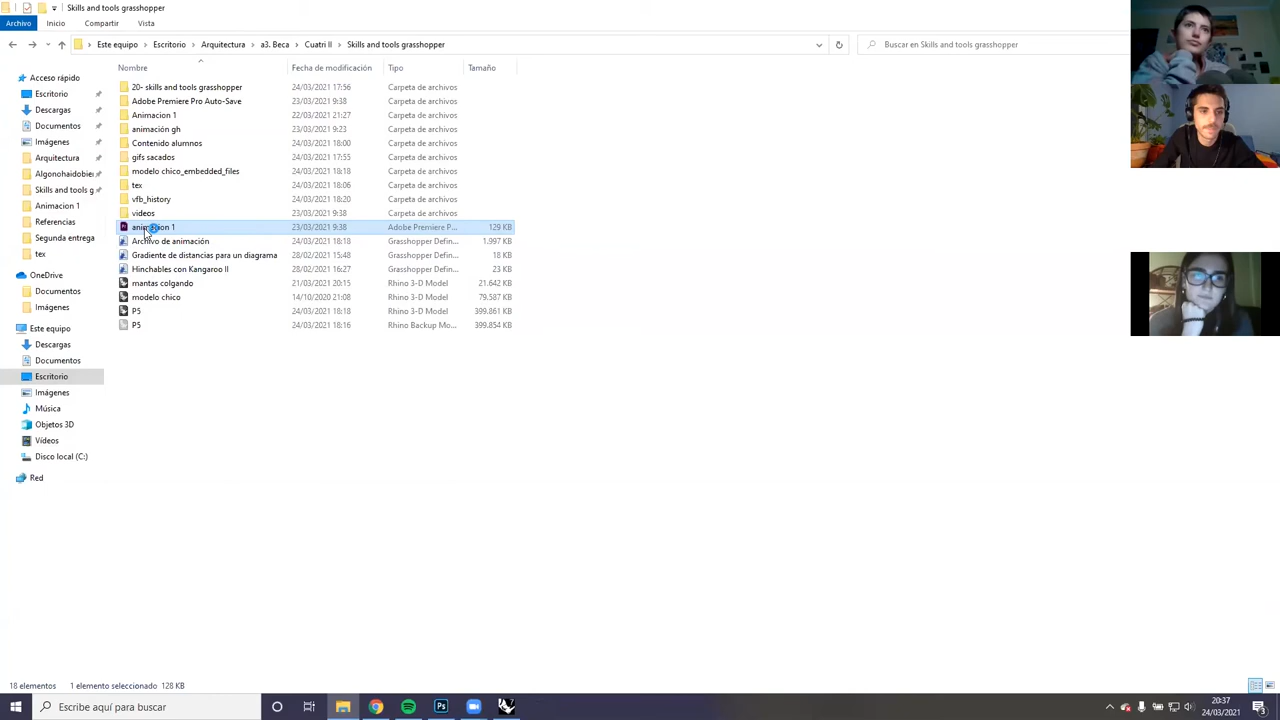 Skills and tools grasshopper
Archivo Inicio Compartir Vista
Este equipo Escritorio Arquitectura a3. Beca Cuatri II Skills and tools grasshopper Buscar en Skills and tools grasshopper
Nombre Fecha de modificación Tipo Tamaño
Acceso rápido
Escritorio
Descargas
Documentos
Imágenes
Arquitectura
Algonohaidobier
Skills and tools g
Animacion 1
Referencias
Segunda entrega
tex
OneDrive
Documentos
Imágenes
Este equipo
Descargas
Documentos
Escritorio
Imágenes
Música
Objetos 3D
Vídeos
Disco local (C:)
Red
20- skills and tools grasshopper 24/03/2021 17:56 Carpeta de archivos
Adobe Premiere Pro Auto-Save 23/03/2021 9:38 Carpeta de archivos
Animacion 1 22/03/2021 21:27 Carpeta de archivos
animación gh 23/03/2021 9:23 Carpeta de archivos
Contenido alumnos 24/03/2021 18:00 Carpeta de archivos
gifs sacados 24/03/2021 17:55 Carpeta de archivos
modelo chico_embedded_files 24/03/2021 18:18 Carpeta de archivos
tex 24/03/2021 18:06 Carpeta de archivos
vfb_history 24/03/2021 18:20 Carpeta de archivos
videos 23/03/2021 9:38 Carpeta de archivos
animacion 1 23/03/2021 9:38 Adobe Premiere P... 129 KB
Archivo de animación 24/03/2021 18:18 Grasshopper Defin... 1.997 KB
Gradiente de distancias para un diagrama 28/02/2021 15:48 Grasshopper Defin... 18 KB
Hinchables con Kangaroo II 28/02/2021 16:27 Grasshopper Defin... 23 KB
mantas colgando 21/03/2021 20:15 Rhino 3-D Model 21.642 KB
modelo chico 14/10/2020 21:08 Rhino 3-D Model 79.587 KB
P5 24/03/2021 18:18 Rhino 3-D Model 399.861 KB
P5 24/03/2021 18:16 Rhino Backup Mo... 399.854 KB
18 elementos 1 elemento seleccionado 128 KB
Escribe aquí para buscar
Ps
20:37
24/03/2021
3